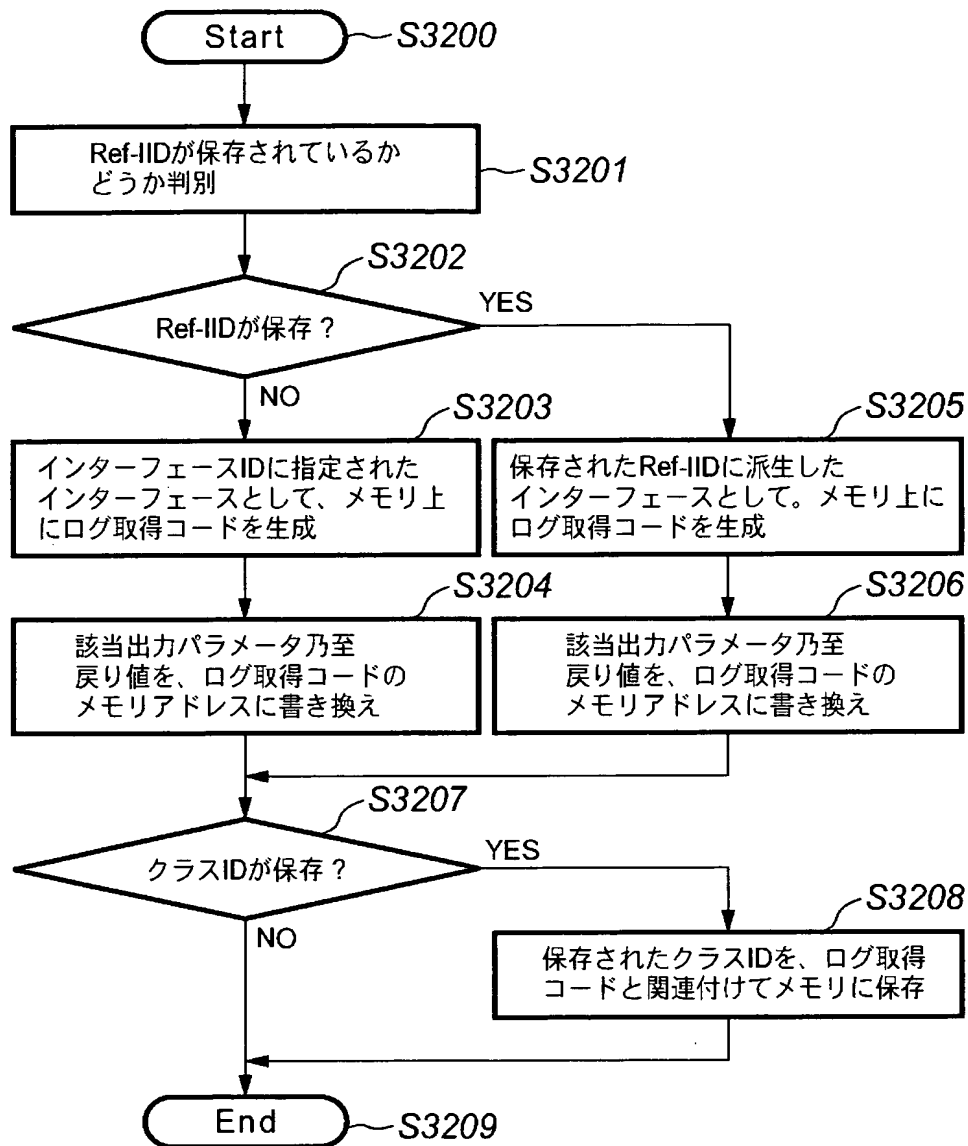 Start
S3200
Ref-IIDが保存されているか
どうか判別
S3201
S3202
Ref-IIDが保存？
YES
NO
S3203
インターフェースIDに指定された
インターフェースとして、メモリ上
にログ取得コードを生成
S3205
保存されたRef-IIDに派生した
インターフェースとして。メモリ上に
ログ取得コードを生成
S3204
該当出力パラメータ乃至
戻り値を、ログ取得コードの
メモリアドレスに書き換え
S3206
該当出力パラメータ乃至
戻り値を、ログ取得コードの
メモリアドレスに書き換え
S3207
クラスIDが保存？
YES
NO
S3208
保存されたクラスIDを、ログ取得
コードと関連付けてメモリに保存
End
S3209